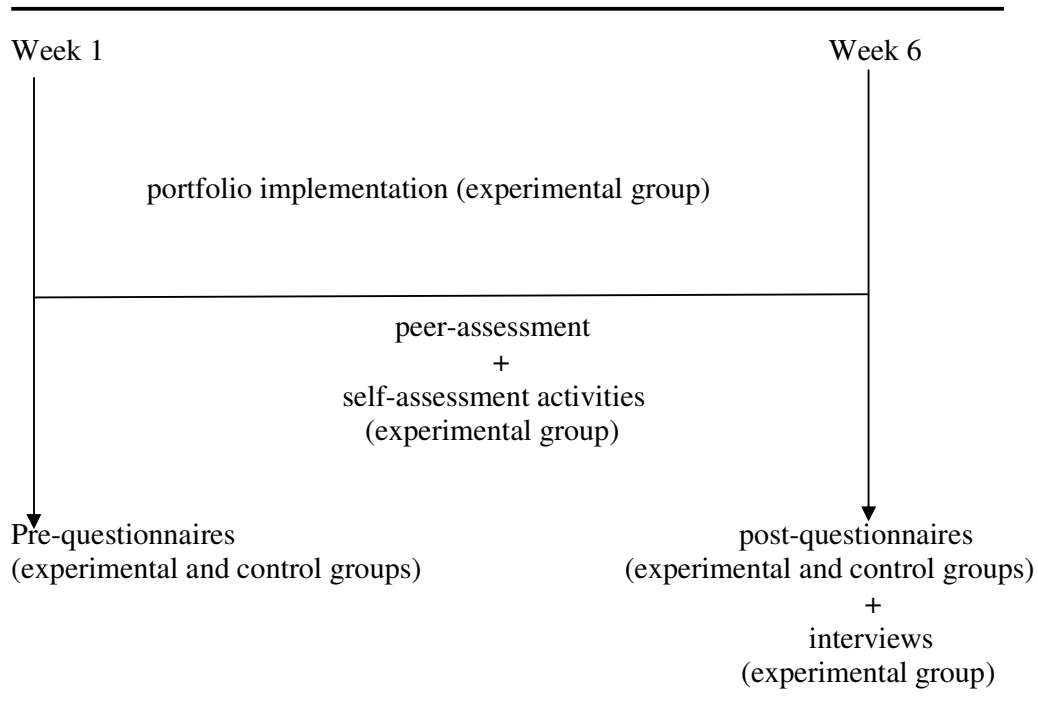 Week 1
Week 6
portfolio implementation (experimental group)
peer-assessment
+
self-assessment activities
(experimental group)
Pre-questionnaires
(experimental and control groups)
post-questionnaires
(experimental and control groups)
+
interviews
(experimental group)